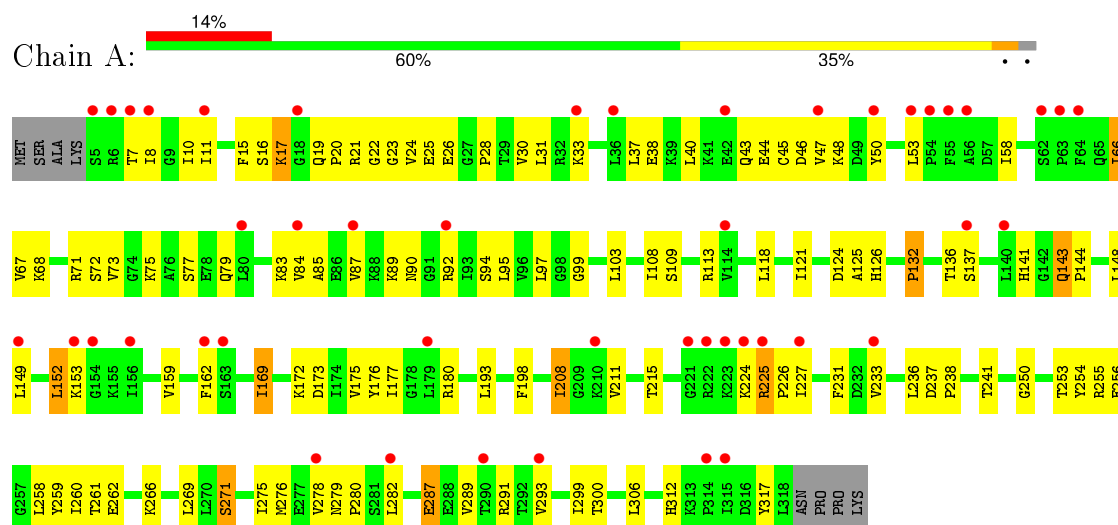 14%
Chain A:
60% 35% • •
MET SER ALA LYS S5 R6 T7 I8 G9 I10 I11 F15 S16 K17 G18 Q19 P20 R21 G22 G23 V24 E25 E26 G27 P28 T29 V30 L31 R32 K33 L36 L37 E38 K39 L40 K41 E42 Q43 E44 C45 D46 V47 K48 D49 Y50 L53 P54 F55 A56 D57 I58 S62 P63 F64 Q65 I66
V67 K68 R71 S72 V73 G74 K75 A76 S77 E78 Q79 L80 K83 V84 A85 E86 V87 K88 K89 N90 G91 R92 I93 S94 L95 V96 L97 G98 G99 L103 I108 S109 R113 V114 L118 I121 D124 A125 H126 P132 T136 S137 L140 H141 G142 Q143 P144 L148
L149 L152 K153 G154 K155 I156 V159 F162 S163 I169 K172 D173 I174 V175 Y176 I177 G178 L179 R180 L193 F198 I208 G209 K210 V211 T215 G221 R222 K223 K224 R225 P226 I227 F231 D232 V233 L236 D237 P238 T241 G250 T253 Y254 R255 E256
G257 L258 Y259 I260 T261 E262 K266 L269 L270 S271 I275 M276 E277 V278 N279 P280 S281 L282 E287 E288 V289 T290 R291 T292 V293 I299 T300 L306 H312 K313 P314 I315 D316 Y317 L318 ASN PRO PRO LYS